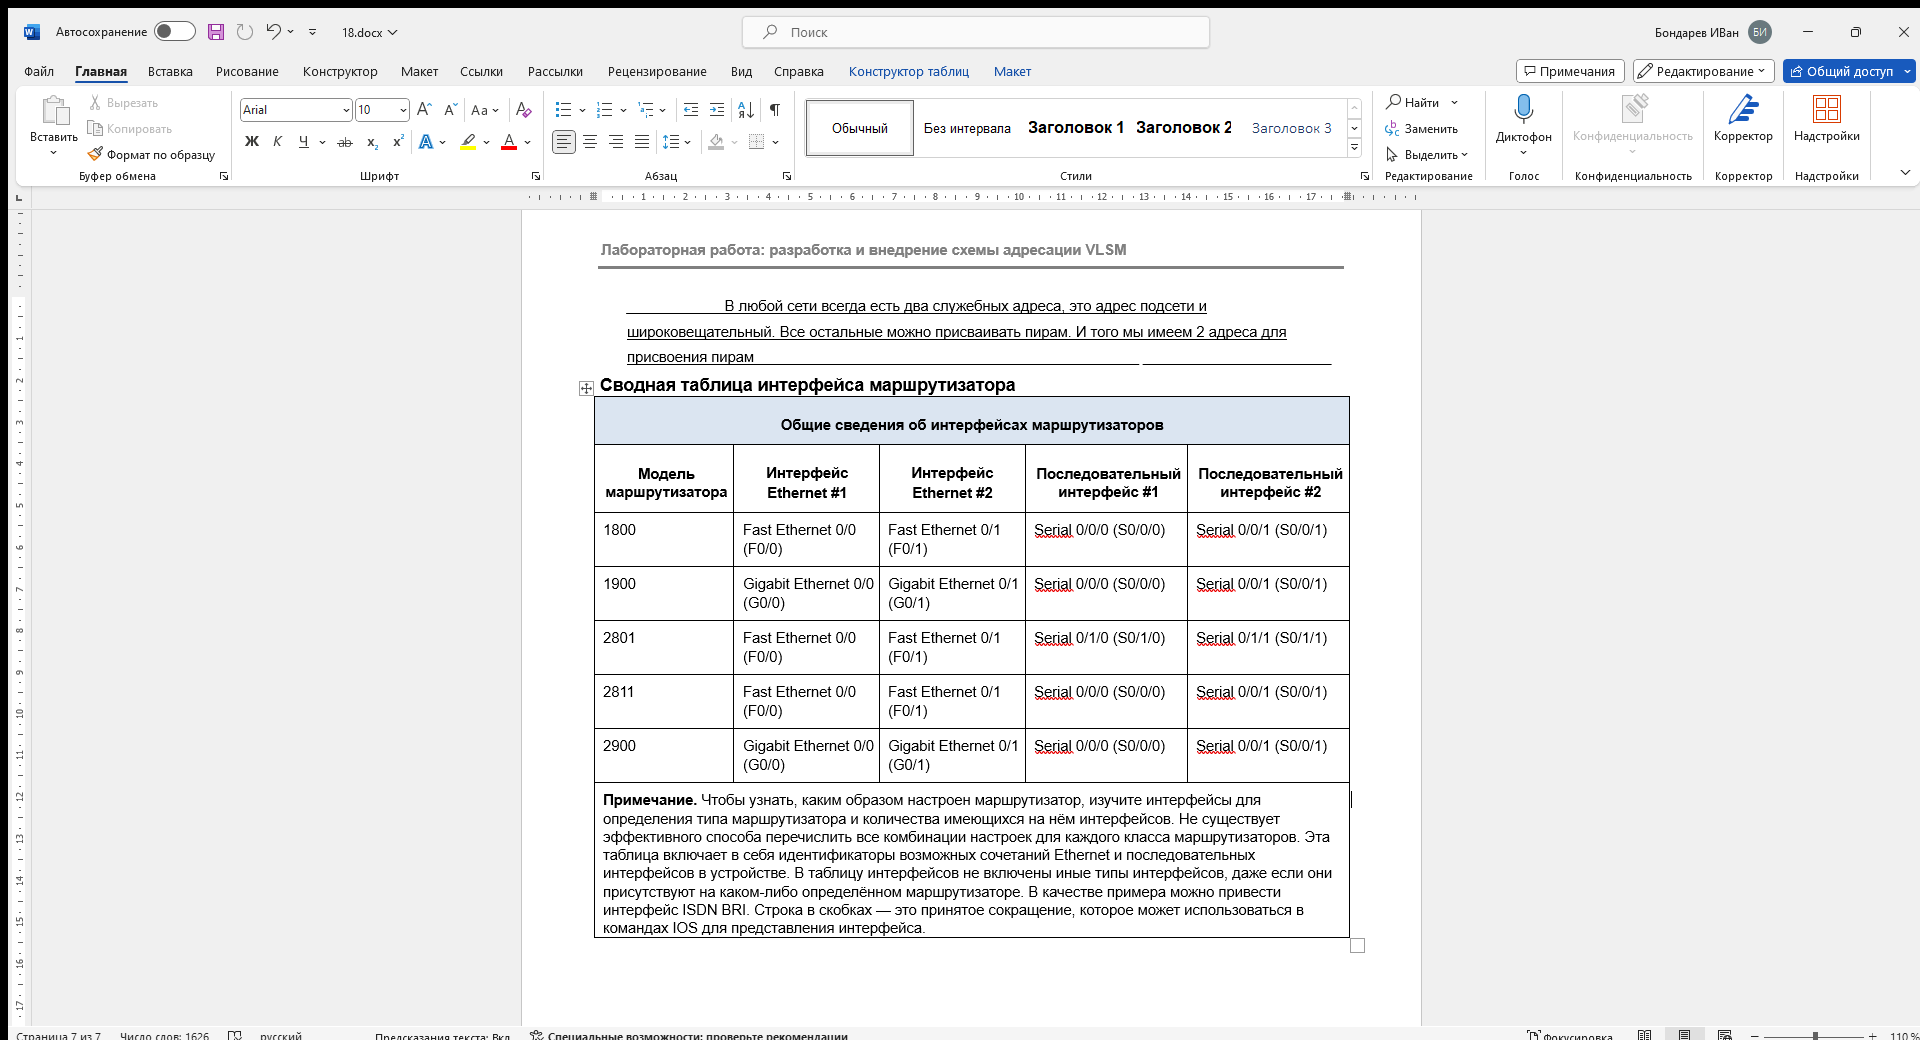 Автосохранение
18.docx
Поиск
Бондарев ИВан
БИ
Файл Главная Вставка Рисование Конструктор Макет Ссылки Рассылки Рецензирование Вид Справка Конструктор таблиц Макет
Примечания Редактирование Общий доступ
Вставить
Вырезать
Копировать
Формат по образцу
Буфер обмена
Arial 10
Шрифт
Абзац
Обычный Без интервала Заголовок 1 Заголовок 2 Заголовок 3
Стили
Найти
Заменить
Выделить
Редактирование
Диктофон
Голос
Конфиденциальность
Конфиденциальность
Корректор
Корректор
Надстройки
Надстройки
1 2 3 4 5 6 7 8 9 10 11 12 13 14 15 16 17
Лабораторная работа: разработка и внедрение схемы адресации VLSM
В любой сети всегда есть два служебных адреса, это адрес подсети и
широковещательный. Все остальные можно присваивать пирам. И того мы имеем 2 адреса для
присвоения пирам
Сводная таблица интерфейса маршрутизатора
Общие сведения об интерфейсах маршрутизаторов
Модель маршрутизатора Интерфейс Ethernet #1 Интерфейс Ethernet #2 Последовательный интерфейс #1 Последовательный интерфейс #2
1800 Fast Ethernet 0/0 (F0/0) Fast Ethernet 0/1 (F0/1) Serial 0/0/0 (S0/0/0) Serial 0/0/1 (S0/0/1)
1900 Gigabit Ethernet 0/0 (G0/0) Gigabit Ethernet 0/1 (G0/1) Serial 0/0/0 (S0/0/0) Serial 0/0/1 (S0/0/1)
2801 Fast Ethernet 0/0 (F0/0) Fast Ethernet 0/1 (F0/1) Serial 0/1/0 (S0/1/0) Serial 0/1/1 (S0/1/1)
2811 Fast Ethernet 0/0 (F0/0) Fast Ethernet 0/1 (F0/1) Serial 0/0/0 (S0/0/0) Serial 0/0/1 (S0/0/1)
2900 Gigabit Ethernet 0/0 (G0/0) Gigabit Ethernet 0/1 (G0/1) Serial 0/0/0 (S0/0/0) Serial 0/0/1 (S0/0/1)
Примечание. Чтобы узнать, каким образом настроен маршрутизатор, изучите интерфейсы для
определения типа маршрутизатора и количества имеющихся на нём интерфейсов. Не существует
эффективного способа перечислить все комбинации настроек для каждого класса маршрутизаторов. Эта
таблица включает в себя идентификаторы возможных сочетаний Ethernet и последовательных
интерфейсов в устройстве. В таблицу интерфейсов не включены иные типы интерфейсов, даже если они
присутствуют на каком-либо определённом маршрутизаторе. В качестве примера можно привести
интерфейс ISDN BRI. Строка в скобках — это принятое сокращение, которое может использоваться в
командах IOS для представления интерфейса.
Страница 7 из 7 Число слов: 1626 русский Предсказания текста: Вкл. Специальные возможности: проверьте рекомендации Фокусировка 110 %